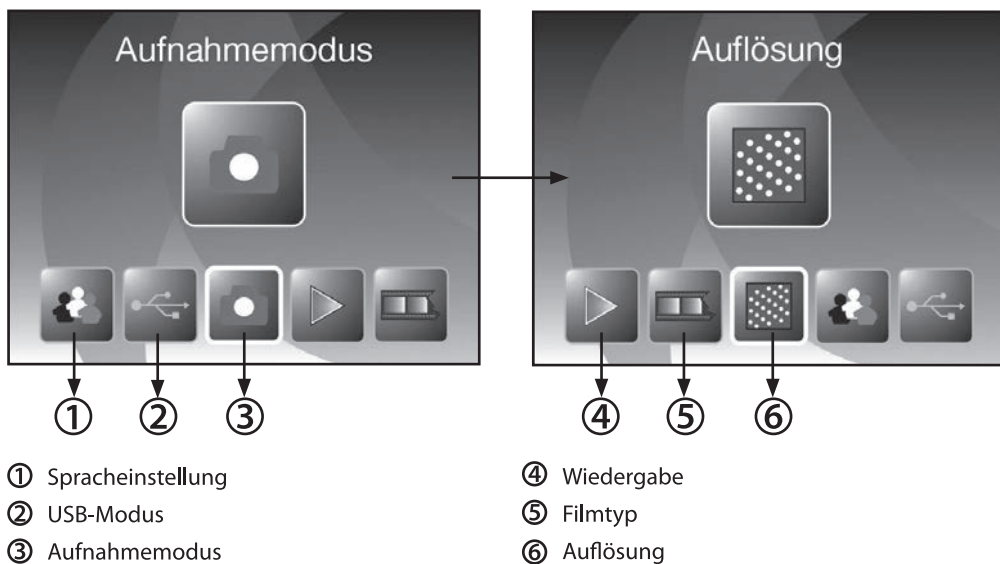 Aufnahmemodus
Auflösung
① ② ③
④ ⑤ ⑥
① Spracheinstellung
② USB-Modus
③ Aufnahmemodus
④ Wiedergabe
⑤ Filmtyp
⑥ Auflösung